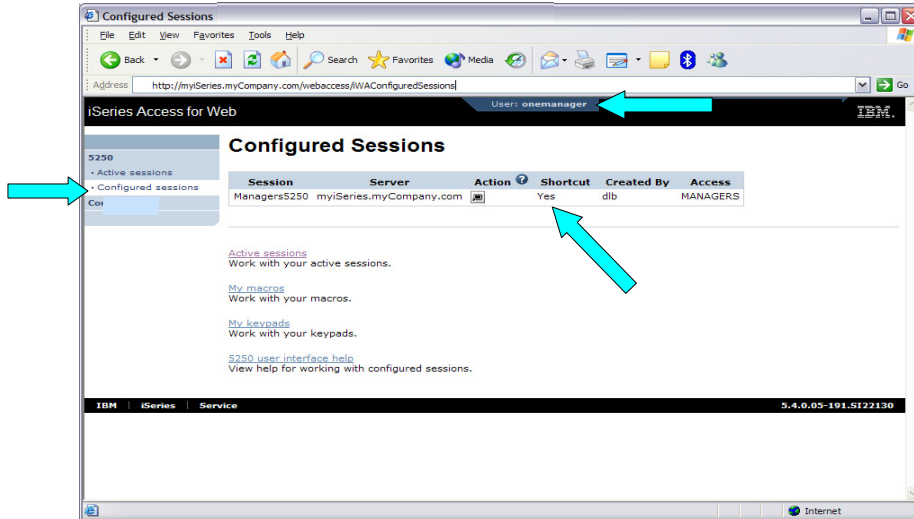 Configured Sessions
File Edit View Favorites Tools Help
Back Search Favorites Media
Address http://myiSeries.myCompany.com/webaccess/iWAConfiguredSessions Go
iSeries Access for Web User: onemanager IBM.
Configured Sessions
5250
• Active sessions
• Configured sessions
Session Server Action ? Shortcut Created By Access
Managers5250 myiSeries.myCompany.com Yes dlb MANAGERS
Active sessions
Work with your active sessions.
My macros
Work with your macros.
My keypads
Work with your keypads.
5250 user interface help
View help for working with configured sessions.
IBM | iSeries | Service 5.4.0.05-191.SI22130
Internet